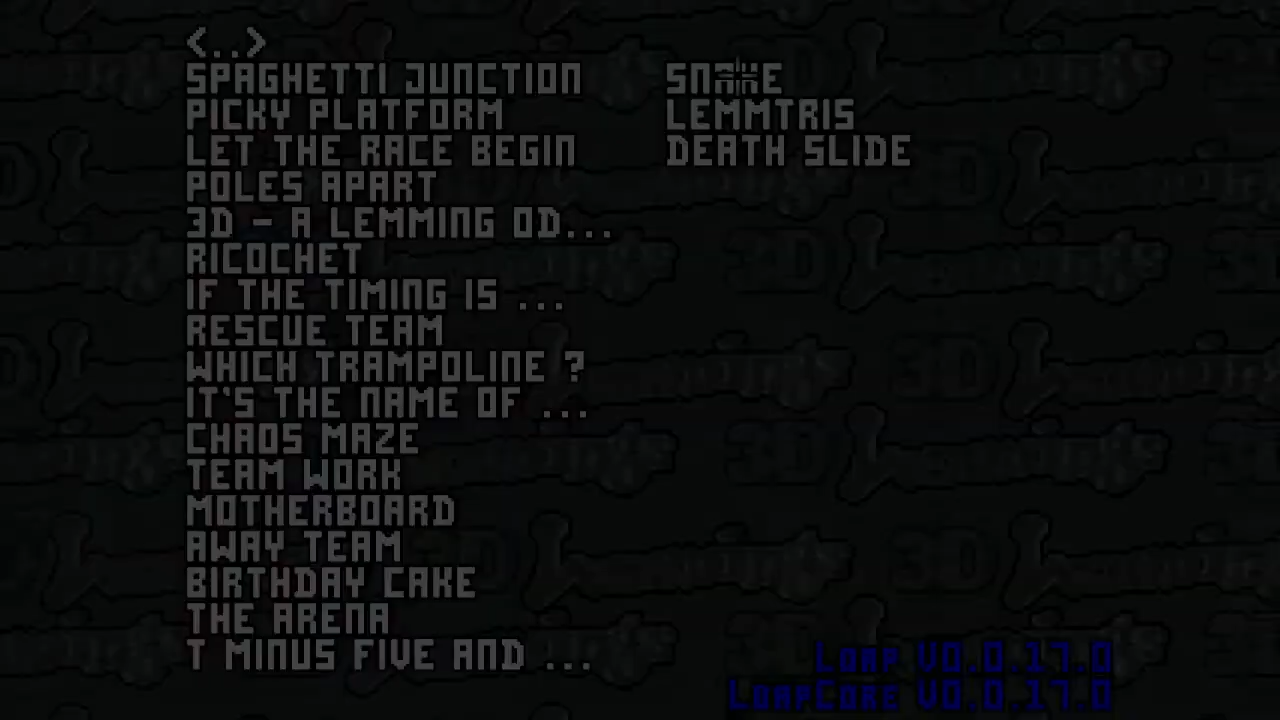 <..>
SPAGHETTI JUNCTION
PICKY PLATFORM
LET THE RACE BEGIN
POLES APART
3D - A LEMMING OD...
RICOCHET
IF THE TIMING IS ...
RESCUE TEAM
WHICH TRAMPOLINE ?
IT'S THE NAME OF ...
CHAOS MAZE
TEAM WORK
MOTHERBOARD
AWAY TEAM
BIRTHDAY CAKE
THE ARENA
T MINUS FIVE AND ...
SNAKE
LEMMTRIS
DEATH SLIDE
LOAP V0.0.17.0
LOAPCORE V0.0.17.0